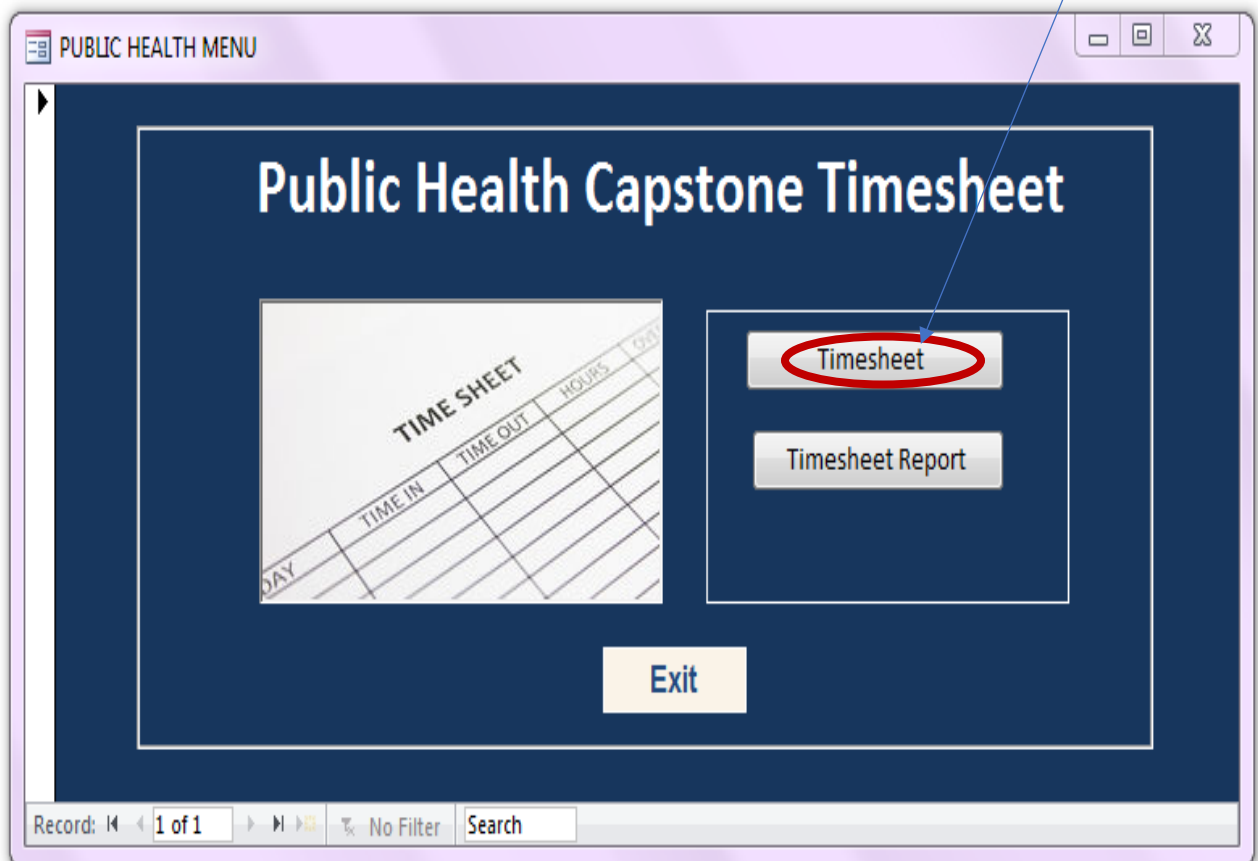 PUBLIC HEALTH MENU
Public Health Capstone Timesheet
TIME SHEET
DAY
TIME IN
TIME OUT
HOURS
Timesheet
Timesheet Report
Exit
Record: 1 of 1 No Filter Search